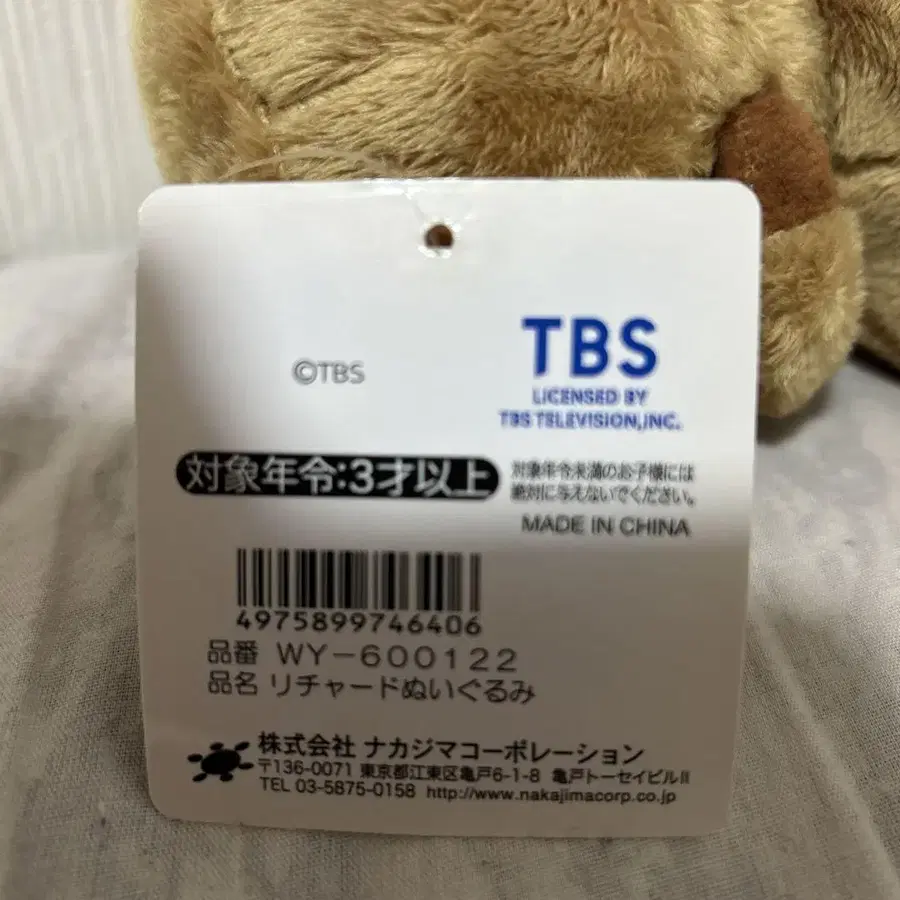 ©TBS
TBS
LICENSED BY
TBS TELEVISION,INC.
対象年令:3才以上
対象年令未満のお子様には
絶対に与えないでください。
MADE IN CHINA
4975899746406
品番 WY-600122
品名 リチャードぬいぐるみ
株式会社 ナカジマコーポレーション
〒136-0071 東京都江東区亀戸6-1-8 亀戸トーセイビルⅡ
TEL 03-5875-0158 http://www.nakajimacorp.co.jp